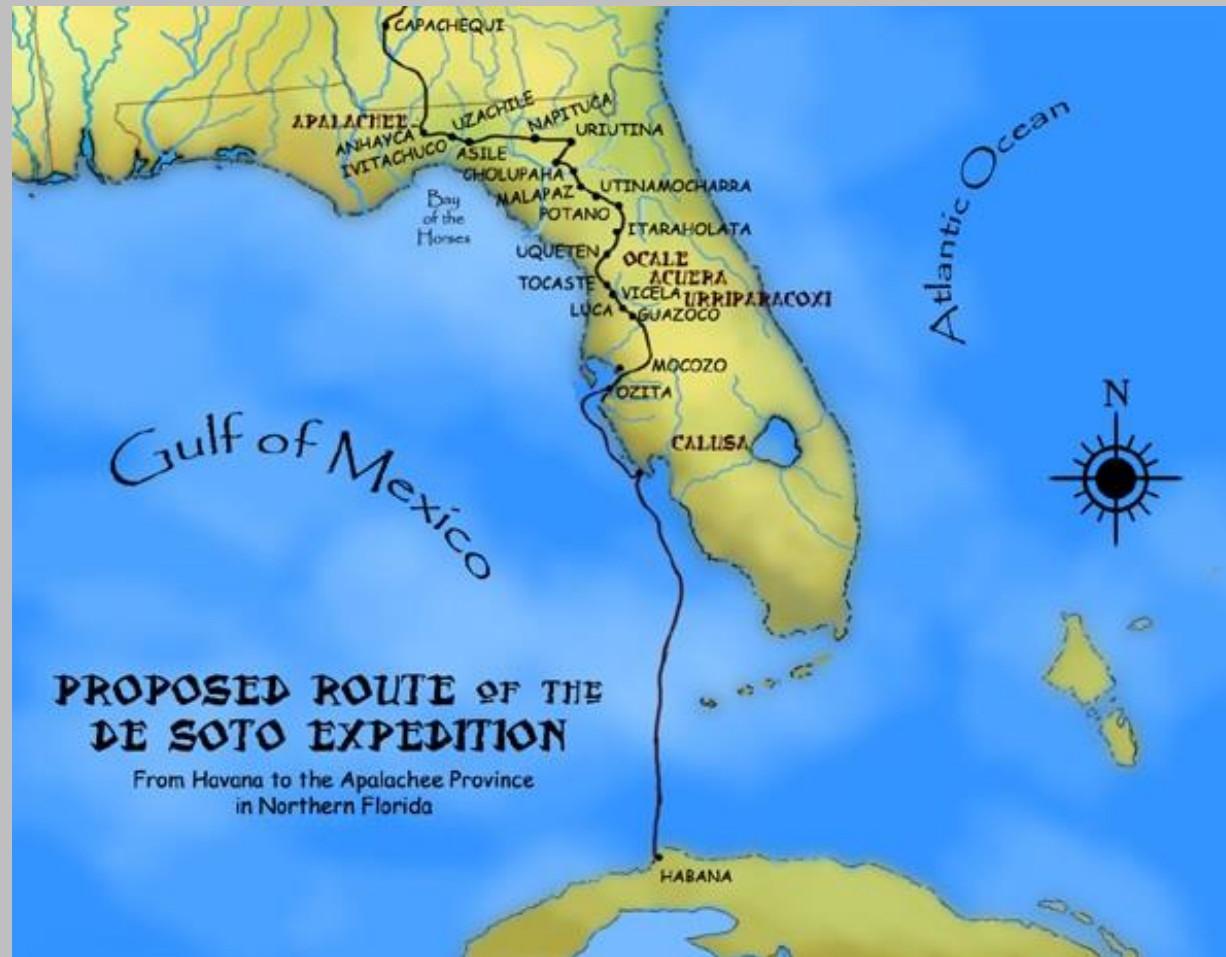 CAPACHEQUI
APALACHEE
ANHAYCA
IVITACHUCO
UZACHILE
ASILE
NAPITUCA
URIUTINA
CHOLUPAHA
MALAPAZ
UTINAMOCHARRA
POTANO
ITARAHOLATA
UQUETEN
OCALE
ACUERA
TOCASTE
VICELA
URRIPARACOXI
LUCA
GUAZOCO
MOCOZO
OZITA
CALUSA
Bay
of the
Horses
Atlantic Ocean
Gulf of Mexico
N
PROPOSED ROUTE OF THE
DE SOTO EXPEDITION
From Havana to the Apalachee Province
in Northern Florida
HABANA